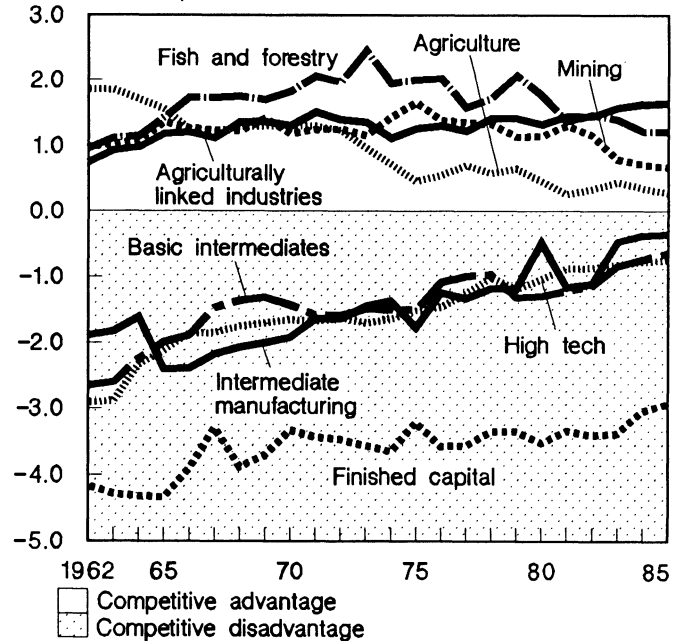 3.0
Fish and forestry
Agriculture
2.0
Mining
1.0
Agriculturally
linked industries
0.0
Basic intermediates
-1.0
High tech
-2.0
Intermediate
manufacturing
-3.0
Finished capital
-4.0
-5.0
1962 65 70 75 80 85
Competitive advantage
Competitive disadvantage